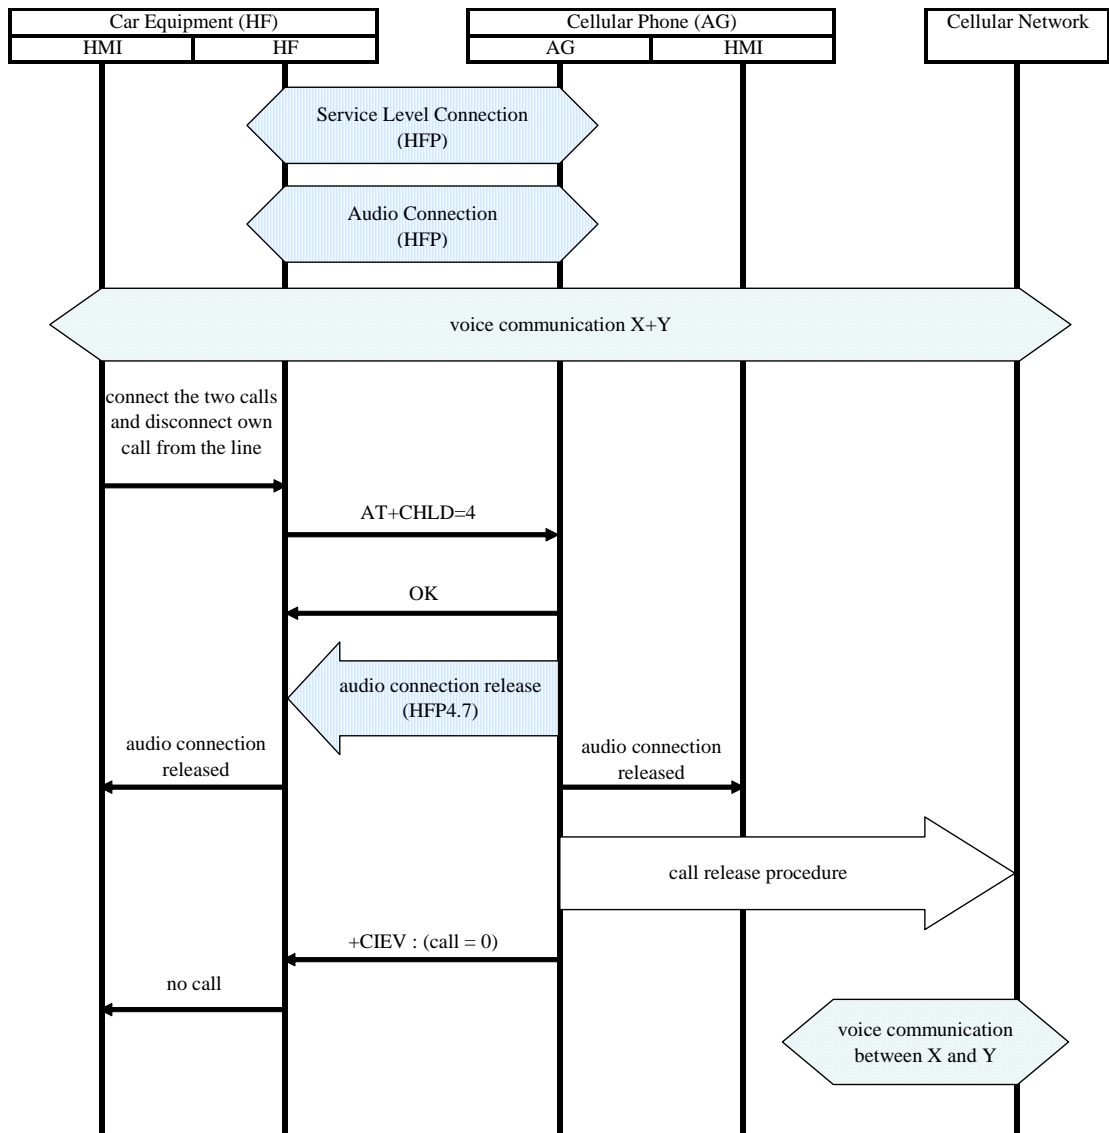 Car Equipment (HF)
Cellular Phone (AG)
Cellular Network
HMI
HF
AG
HMI
Service Level Connection
(HFP)
Audio Connection
(HFP)
voice communication X+Y
connect the two calls
and disconnect own
call from the line
AT+CHLD=4
OK
audio connection release
(HFP4.7)
audio connection
released
audio connection
released
call release procedure
+CIEV : (call = 0)
no call
voice communication
between X and Y